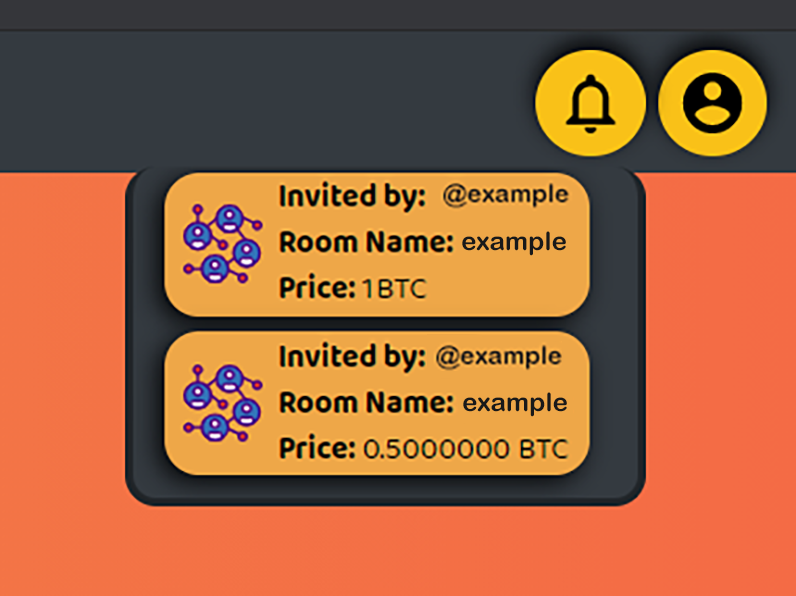 Invited by: @example
Room Name: example
Price: 1BTC
Invited by: @example
Room Name: example
Price: 0.5000000 BTC